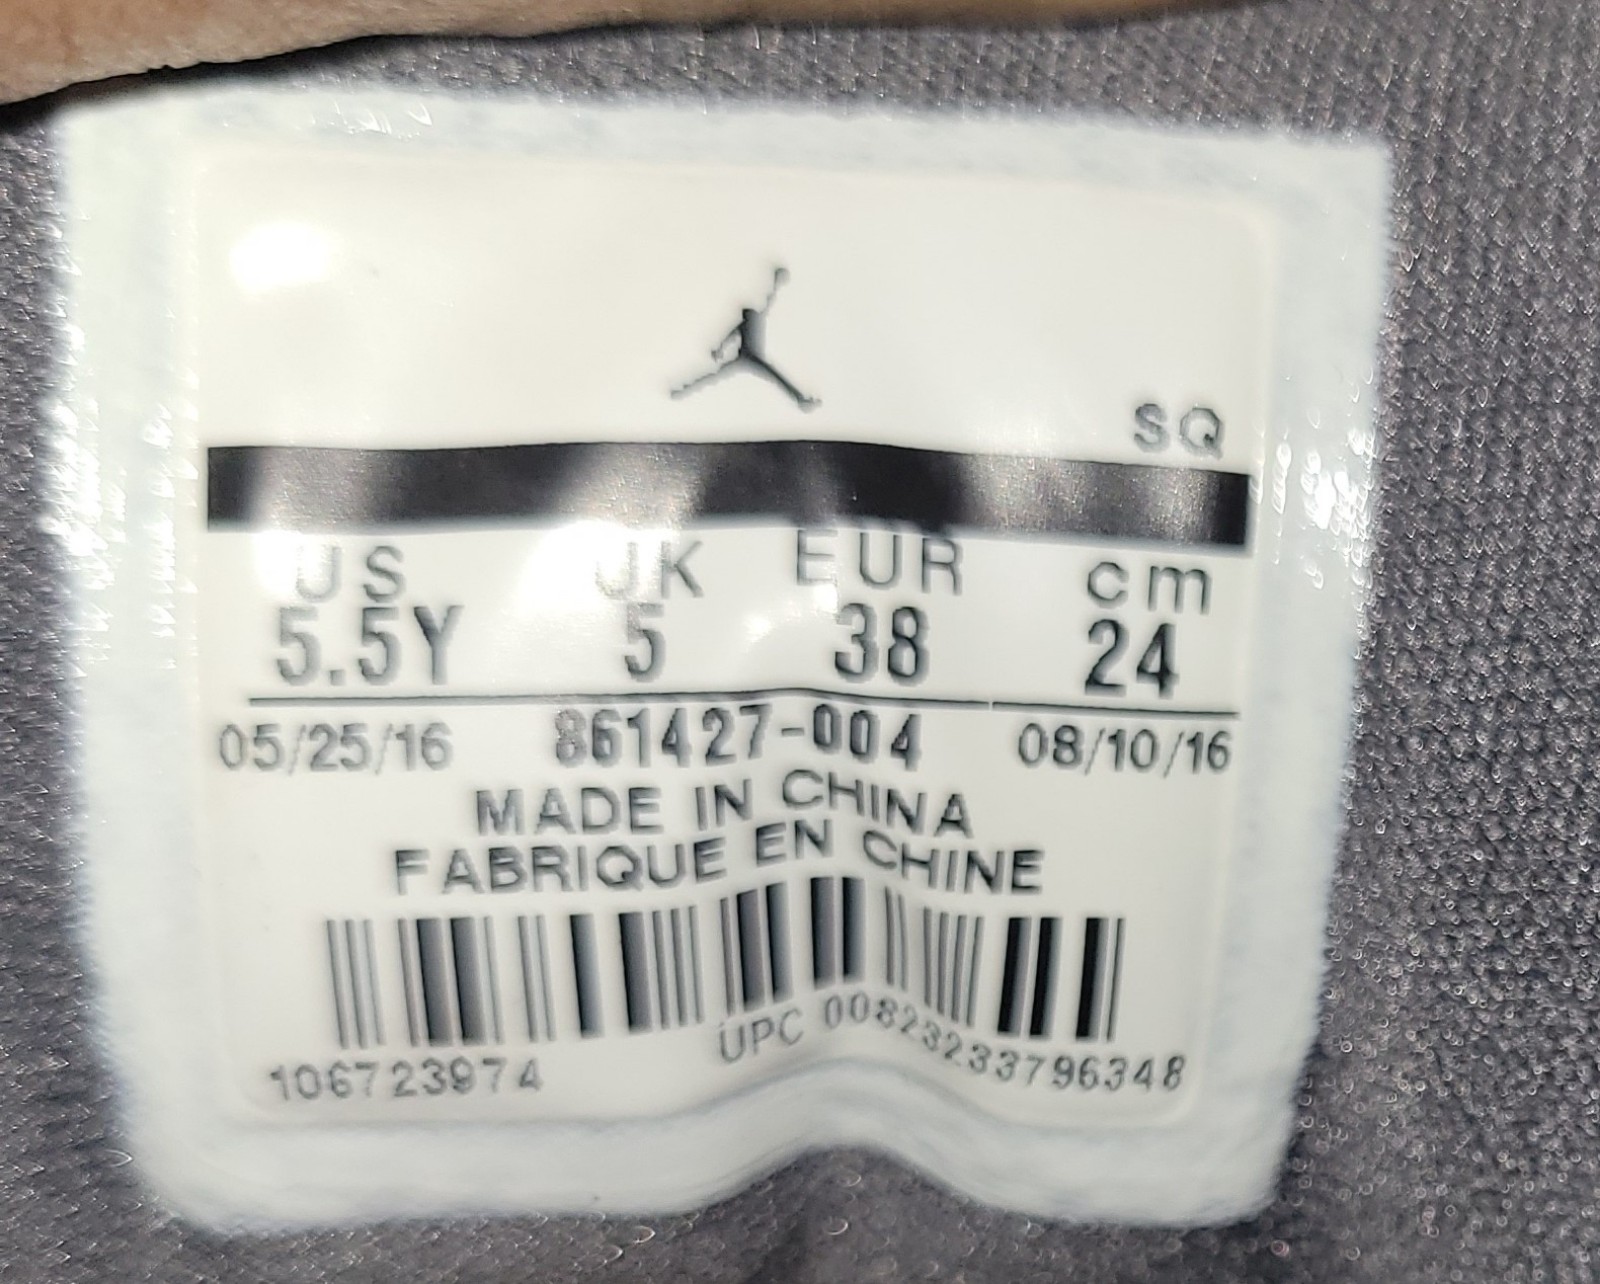 SQ
US UK EUR cm
5.5Y 5 38 24
05/25/16 861427-004 08/10/16
MADE IN CHINA
FABRIQUE EN CHINE
106723974 UPC 00823233796348